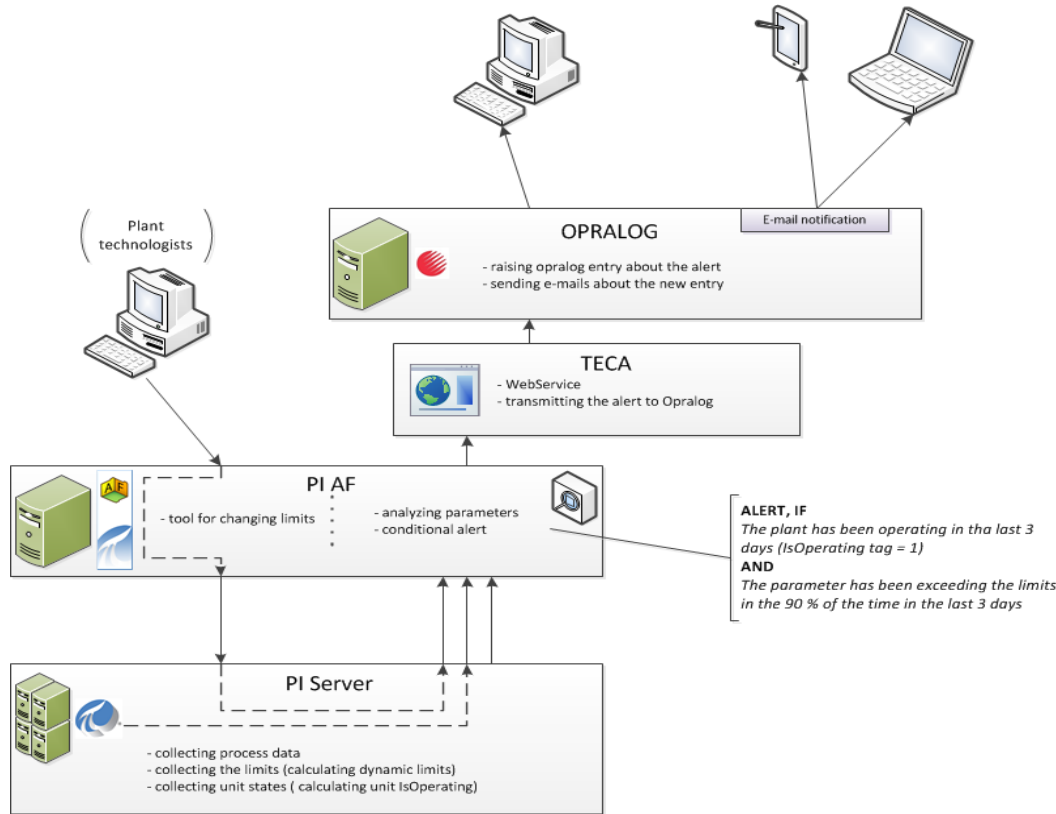 E-mail notification
OPRALOG
- raising opralog entry about the alert
- sending e-mails about the new entry
Plant
technologists
TECA
- WebService
- transmitting the alert to Opralog
PI AF
A F
- tool for changing limits
- analyzing parameters
- conditional alert
ALERT, IF
The plant has been operating in tha last 3
days (IsOperating tag = 1)
AND
The parameter has been exceeding the limits
in the 90 % of the time in the last 3 days
PI Server
- collecting process data
- collecting the limits (calculating dynamic limits)
- collecting unit states ( calculating unit IsOperating)